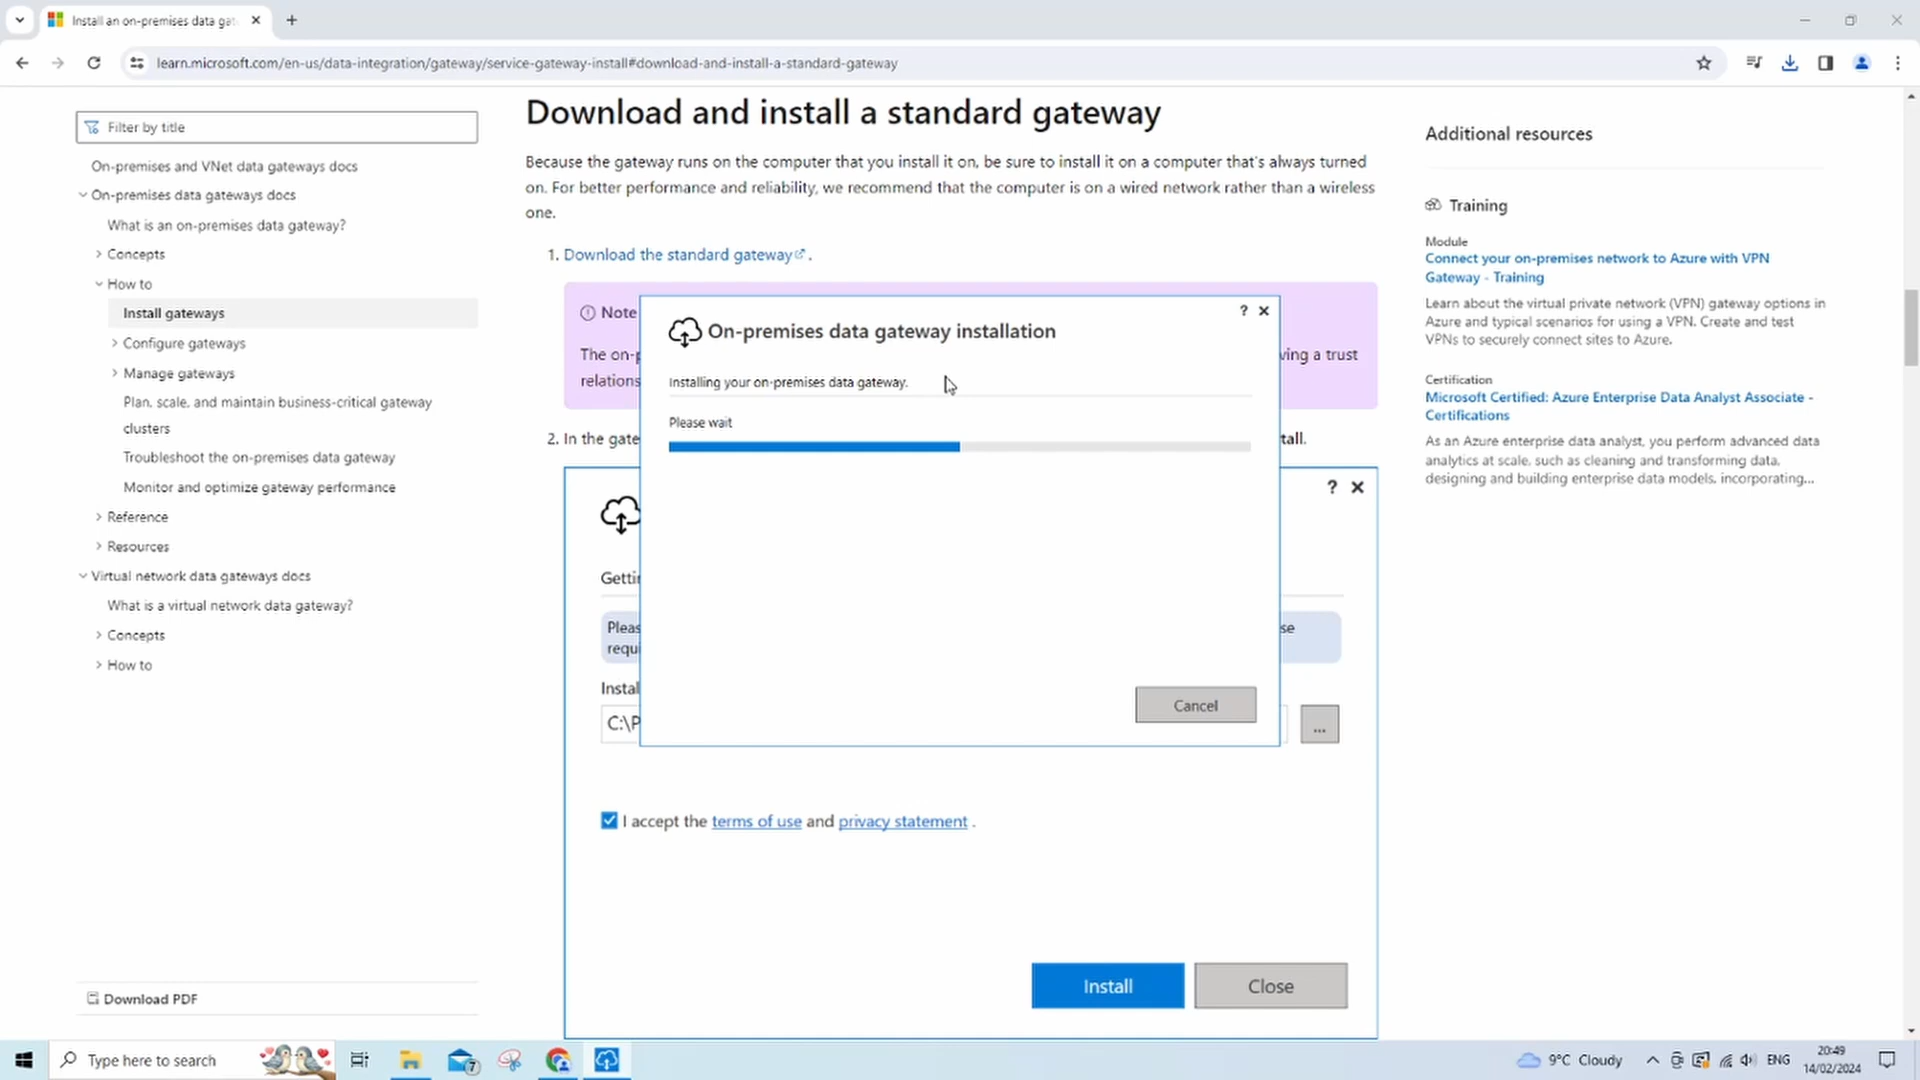 Install an on-premises data gat
learn.microsoft.com/en-us/data-integration/gateway/service-gateway-install#download-and-install-a-standard-gateway
Filter by title
On-premises and VNet data gateways docs
On-premises data gateways docs
What is an on-premises data gateway?
Concepts
How to
Install gateways
Configure gateways
Manage gateways
Plan, scale, and maintain business-critical gateway
clusters
Troubleshoot the on-premises data gateway
Monitor and optimize gateway performance
Reference
Resources
Virtual network data gateways docs
What is a virtual network data gateway?
Concepts
How to
Download PDF
Download and install a standard gateway
Because the gateway runs on the computer that you install it on, be sure to install it on a computer that's always turned
on. For better performance and reliability, we recommend that the computer is on a wired network rather than a wireless
one.
1. Download the standard gateway .
Note
The on-p
ving a trust
relations
2. In the gate
tall.
On-premises data gateway installation
? ×
Installing your on-premises data gateway.
Please wait
Cancel
? ×
Gettin
Pleas
se
requi
Instal
C:\P
...
I accept the terms of use and privacy statement .
Install
Close
Additional resources
Training
Module
Connect your on-premises network to Azure with VPN
Gateway - Training
Learn about the virtual private network (VPN) gateway options in
Azure and typical scenarios for using a VPN. Create and test
VPNs to securely connect sites to Azure.
Certification
Microsoft Certified: Azure Enterprise Data Analyst Associate -
Certifications
As an Azure enterprise data analyst, you perform advanced data
analytics at scale, such as cleaning and transforming data,
designing and building enterprise data models, incorporating...
Type here to search
7
9°C Cloudy
ENG
20:49
14/02/2024